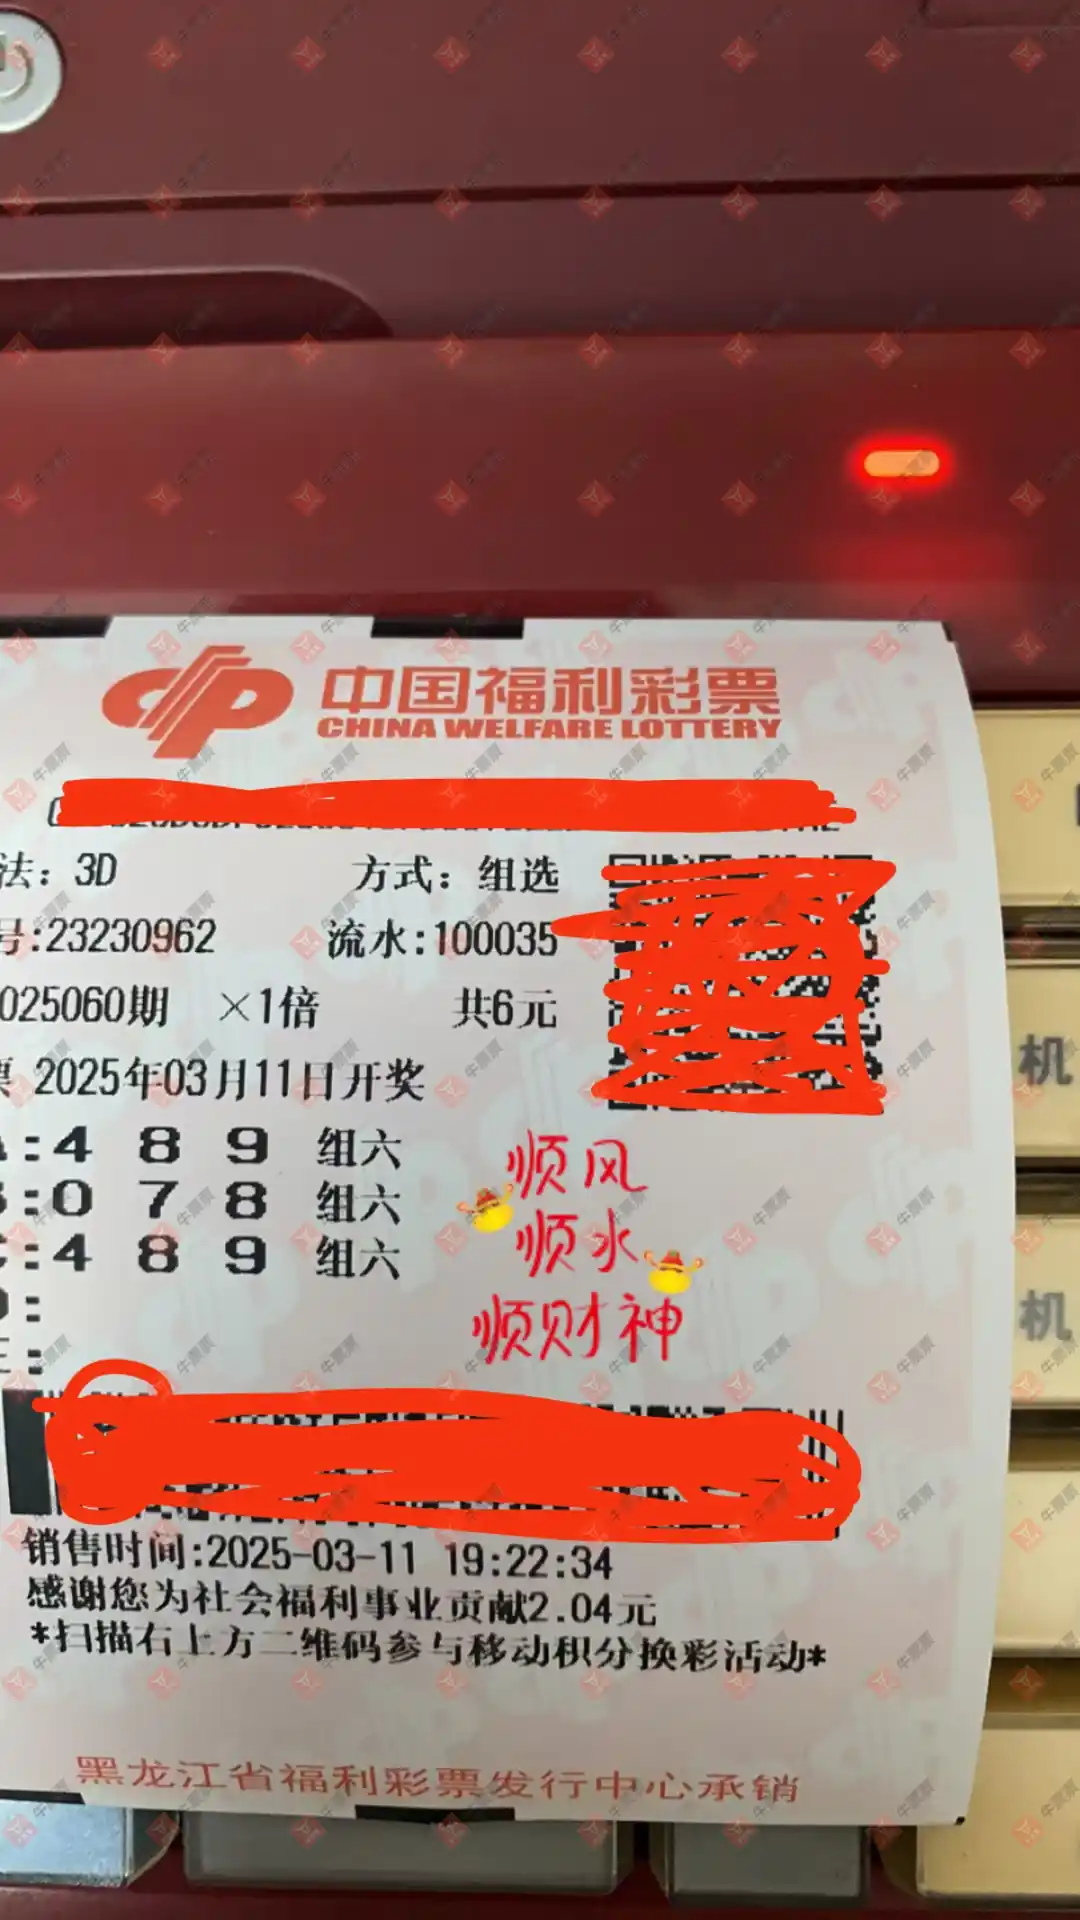 中国福利彩票
CHINA WELFARE LOTTERY
法：3D 方式：组选
号:23230962 流水:100035
025060期 ×1倍 共6元
票 2025年03月11日开奖
A:4 8 9 组六
B:0 7 8 组六
C:4 8 9 组六
D:
E:
顺风
顺水
顺财神
销售时间:2025-03-11 19:22:34
感谢您为社会福利事业贡献2.04元
*扫描右上方二维码参与移动积分换彩活动*
黑龙江省福利彩票发行中心承销
机
机
牛票票